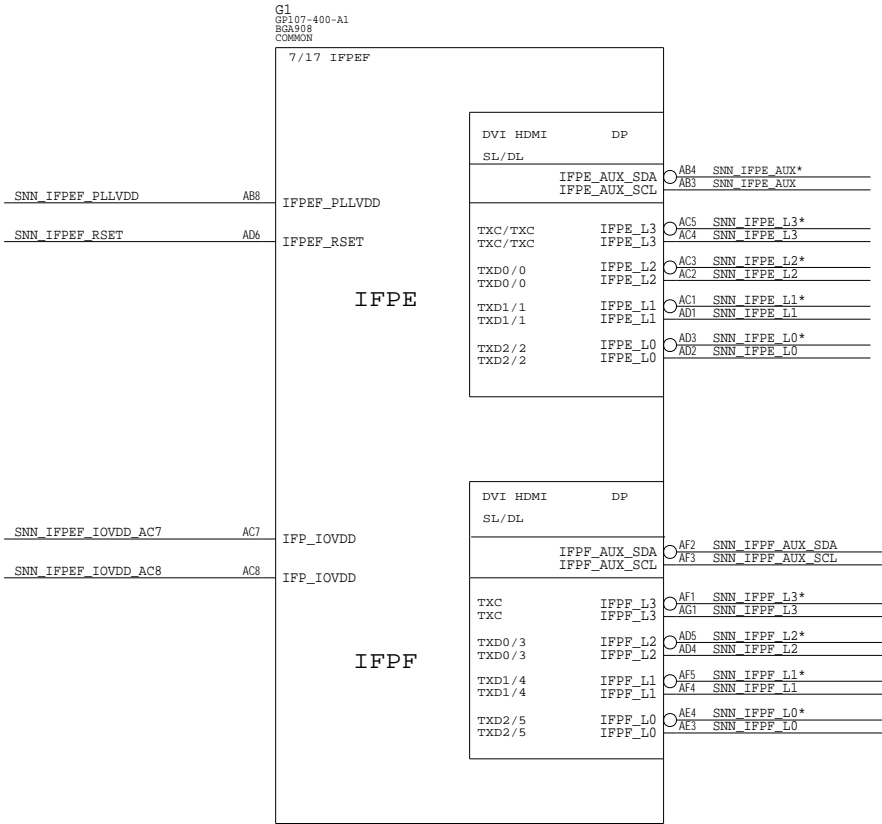 G1
GP107-400-A1
BGA908
COMMON
7/17 IFPEF
DVI HDMI DP
SL/DL
IFPE_AUX_SDA AB4 SNN_IFPE_AUX*
IFPE_AUX_SCL AB3 SNN_IFPE_AUX
SNN_IFPEF_PLLVDD AB8 IFPEF_PLLVDD
TXC/TXC IFPE_L3 AC5 SNN_IFPE_L3*
SNN_IFPEF_RSET AD6 IFPEF_RSET TXC/TXC IFPE_L3 AC4 SNN_IFPE_L3
TXD0/0 IFPE_L2 AC3 SNN_IFPE_L2*
TXD0/0 IFPE_L2 AC2 SNN_IFPE_L2
IFPE
TXD1/1 IFPE_L1 AC1 SNN_IFPE_L1*
TXD1/1 IFPE_L1 AD1 SNN_IFPE_L1
TXD2/2 IFPE_L0 AD3 SNN_IFPE_L0*
TXD2/2 IFPE_L0 AD2 SNN_IFPE_L0
DVI HDMI DP
SL/DL
SNN_IFPEF_IOVDD_AC7 AC7 IFP_IOVDD
IFPF_AUX_SDA AF2 SNN_IFPF_AUX_SDA
IFPF_AUX_SCL AF3 SNN_IFPF_AUX_SCL
SNN_IFPEF_IOVDD_AC8 AC8 IFP_IOVDD
TXC IFPF_L3 AF1 SNN_IFPF_L3*
TXC IFPF_L3 AG1 SNN_IFPF_L3
TXD0/3 IFPF_L2 AD5 SNN_IFPF_L2*
TXD0/3 IFPF_L2 AD4 SNN_IFPF_L2
IFPF
TXD1/4 IFPF_L1 AF5 SNN_IFPF_L1*
TXD1/4 IFPF_L1 AF4 SNN_IFPF_L1
TXD2/5 IFPF_L0 AE4 SNN_IFPF_L0*
TXD2/5 IFPF_L0 AE3 SNN_IFPF_L0